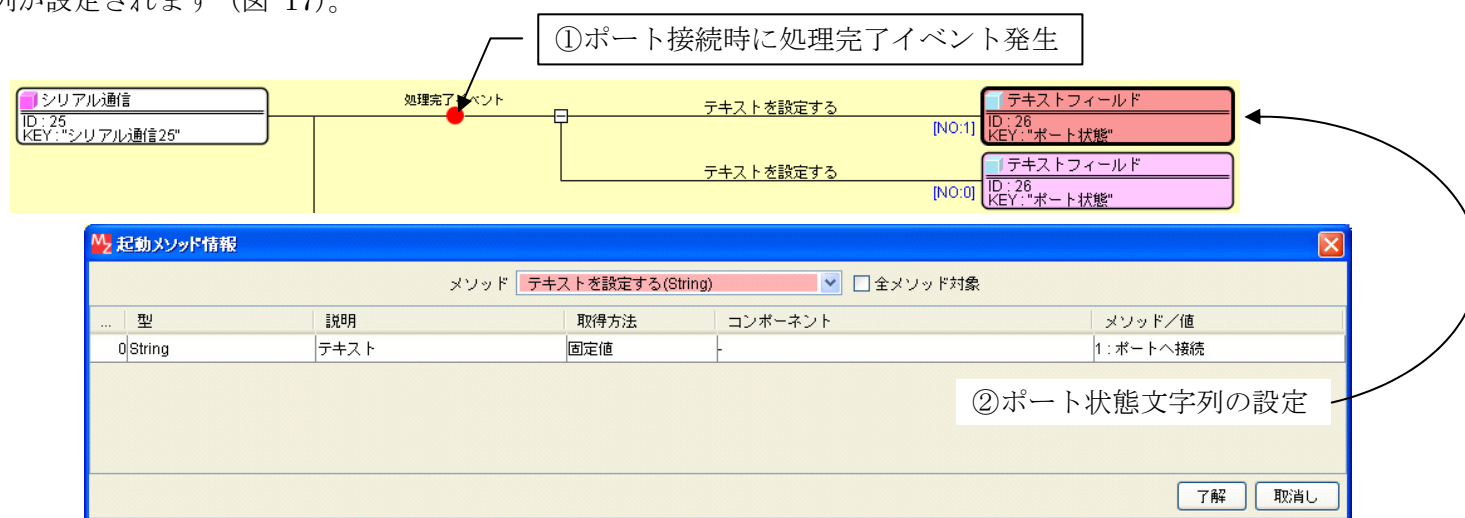 列が設定されます（図 17）。
①ポート接続時に処理完了イベント発生
シリアル通信
ID : 25
KEY : "シリアル通信25"
処理完了イベント
テキストを設定する
[NO:1]
テキストフィールド
ID : 26
KEY : "ポート状態"
テキストを設定する
[NO:0]
テキストフィールド
ID : 26
KEY : "ポート状態"
起動メソッド情報
メソッド テキストを設定する(String) 全メソッド対象
... 型 説明 取得方法 コンポーネント メソッド／値
0 String テキスト 固定値 - 1 : ポートへ接続
②ポート状態文字列の設定
了解 取消し